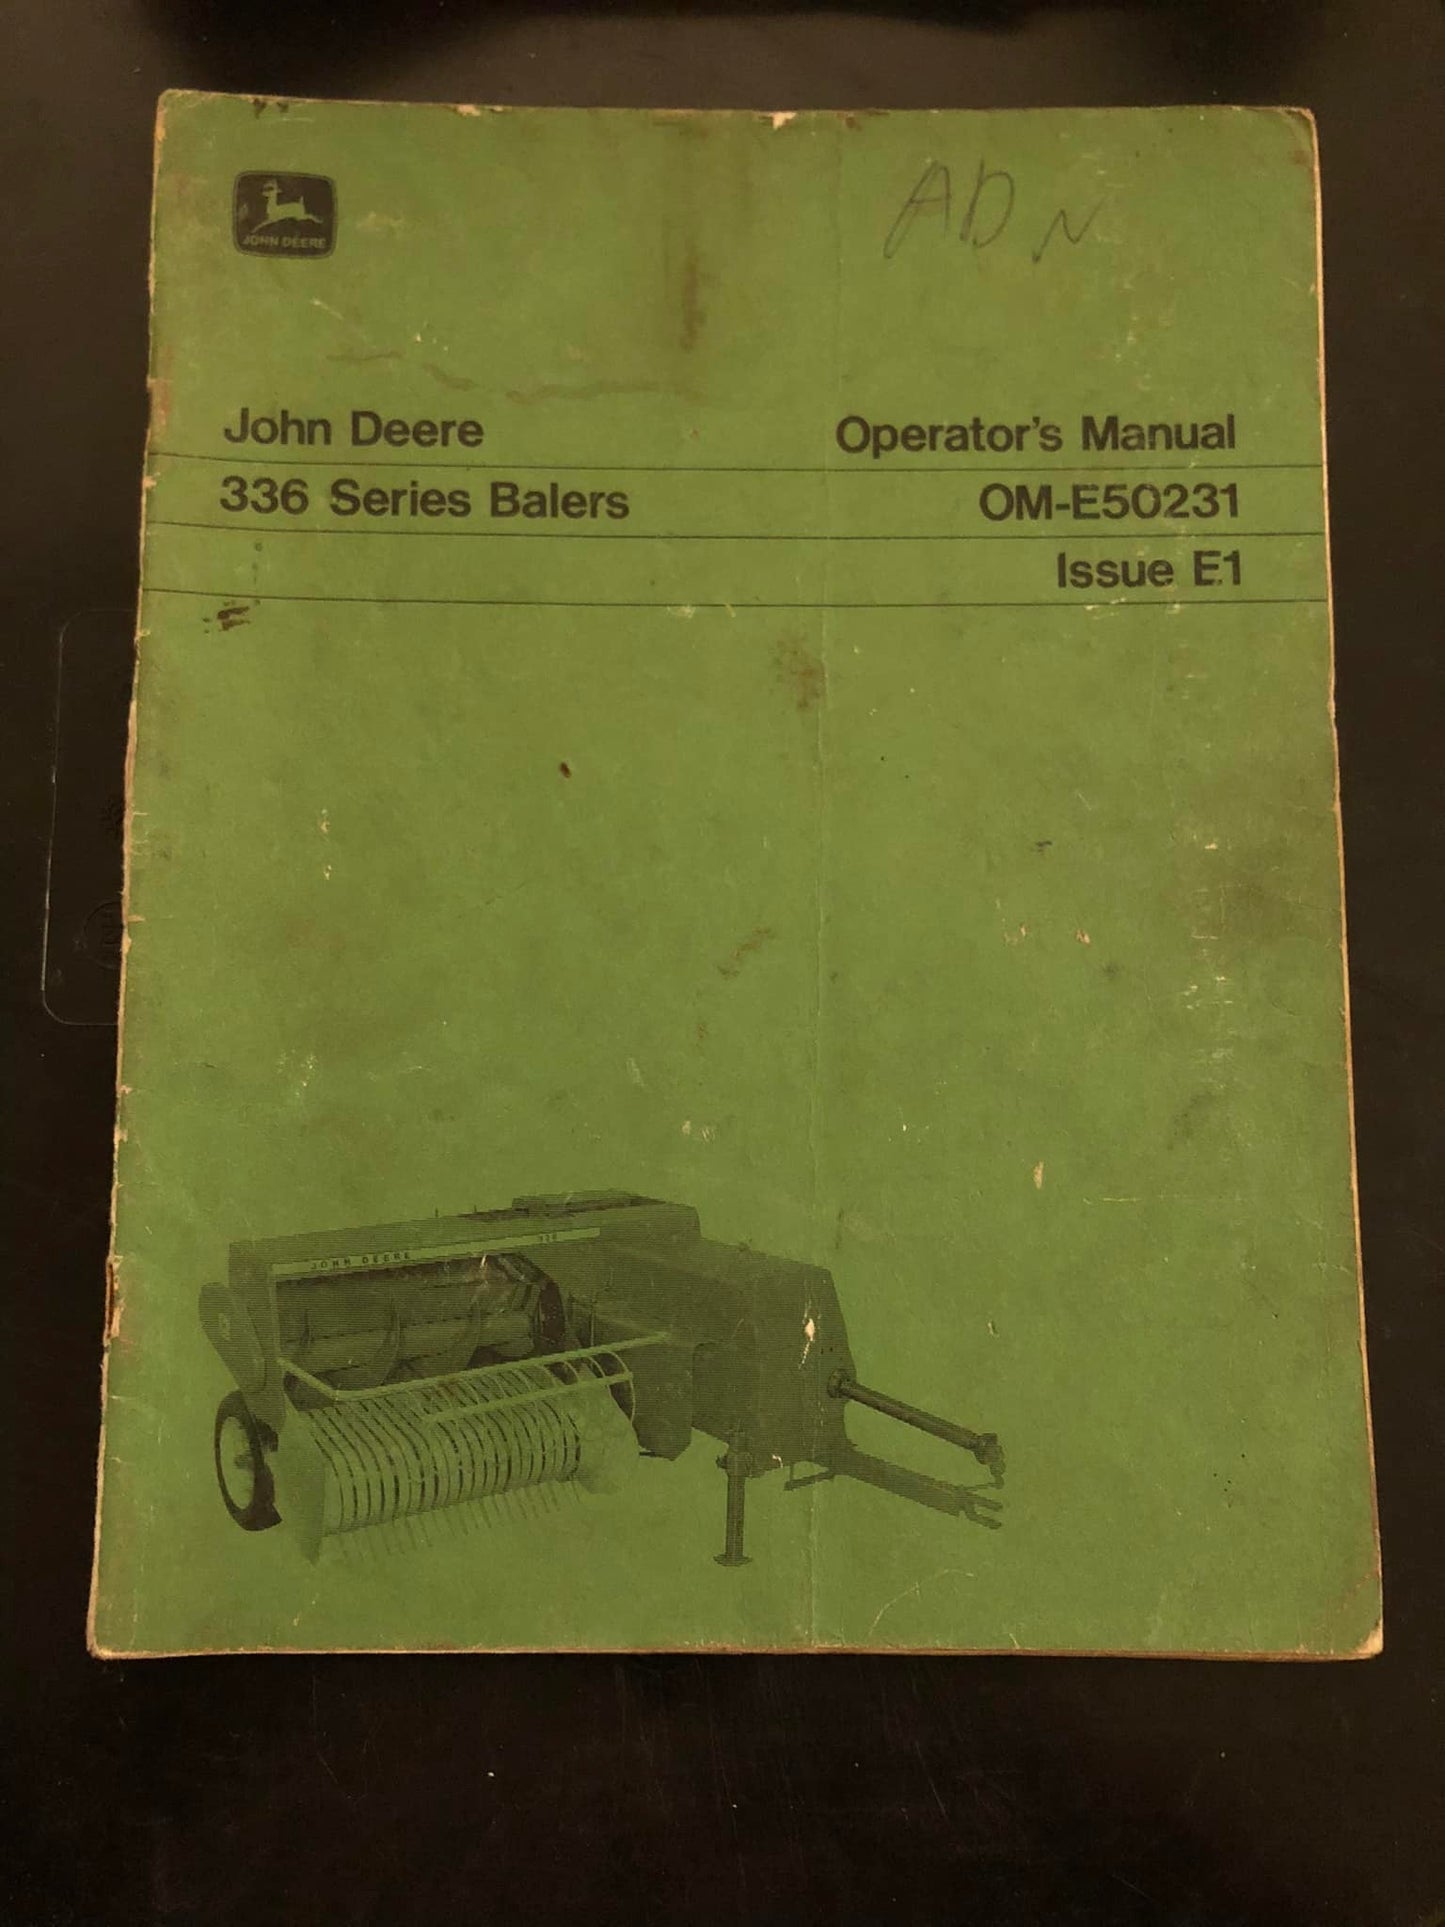 JOHN DEERE
ADN
John Deere
Operator's Manual
336 Series Balers
OM-E50231
Issue E1
JOHN DEERE